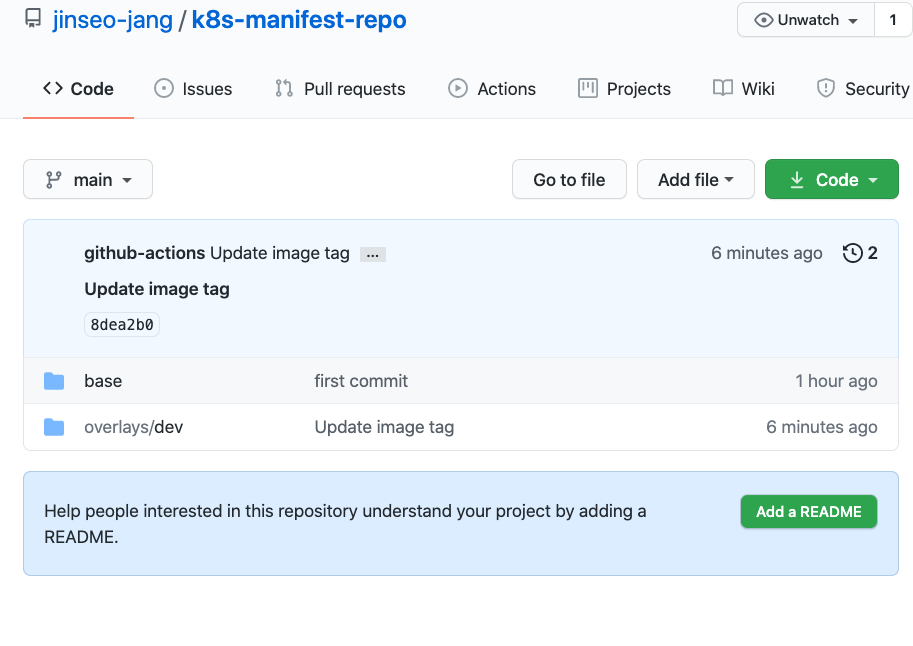 jinseo-jang / k8s-manifest-repo
Unwatch 1
Code Issues Pull requests Actions Projects Wiki Security
main Go to file Add file Code
github-actions Update image tag ... 6 minutes ago 2
Update image tag
8dea2b0
base first commit 1 hour ago
overlays/dev Update image tag 6 minutes ago
Help people interested in this repository understand your project by adding a
README.
Add a README